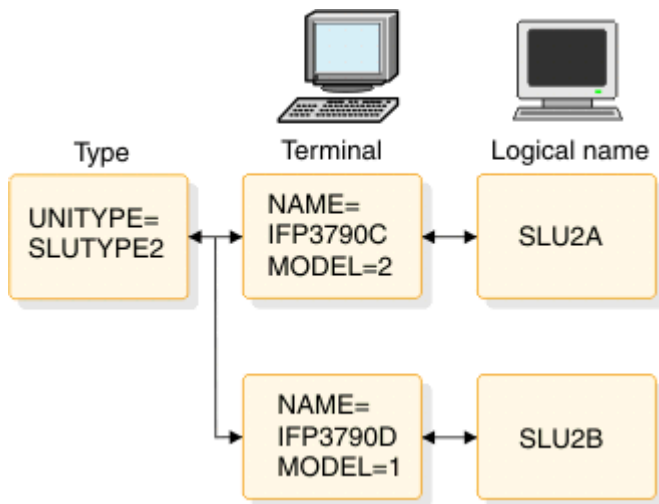 Type
Terminal
Logical name
UNITYPE=
SLUTYPE2
NAME=
IFP3790C
MODEL=2
SLU2A
NAME=
IFP3790D
MODEL=1
SLU2B